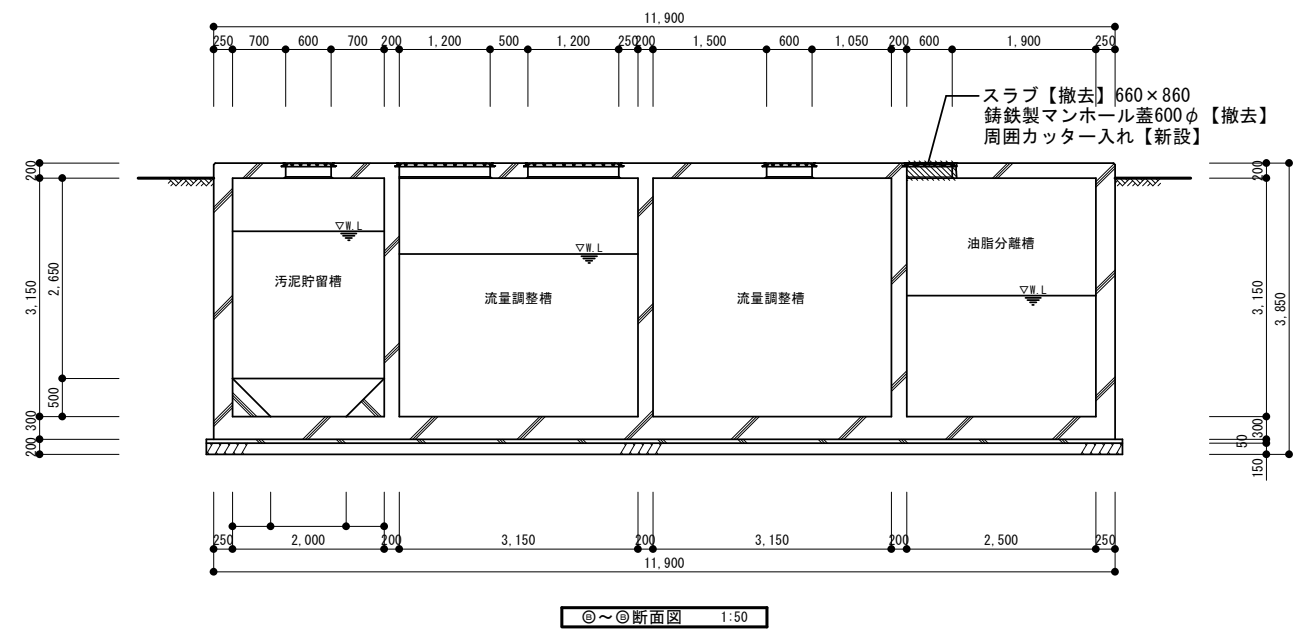 11,900
250 700 600 700 200 1,200 500 1,200 250 200 1,500 600 1,050 200 600 1,900 250
スラブ【撤去】660×860
鋳鉄製マンホール蓋600φ【撤去】
周囲カッター入れ【新設】
200
3,150
2,650
500
300
200
▽W.L
汚泥貯留槽
▽W.L
流量調整槽
流量調整槽
油脂分離槽
▽W.L
200
3,150
3,850
300
50
150
250 2,000 200 3,150 200 3,150 200 2,500 250
11,900
Ⓑ～Ⓑ断面図 1:50